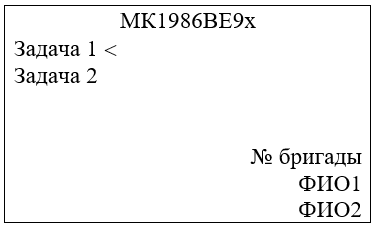 МК1986ВЕ9х
Задача 1 <
Задача 2
№ бригады
ФИО1
ФИО2